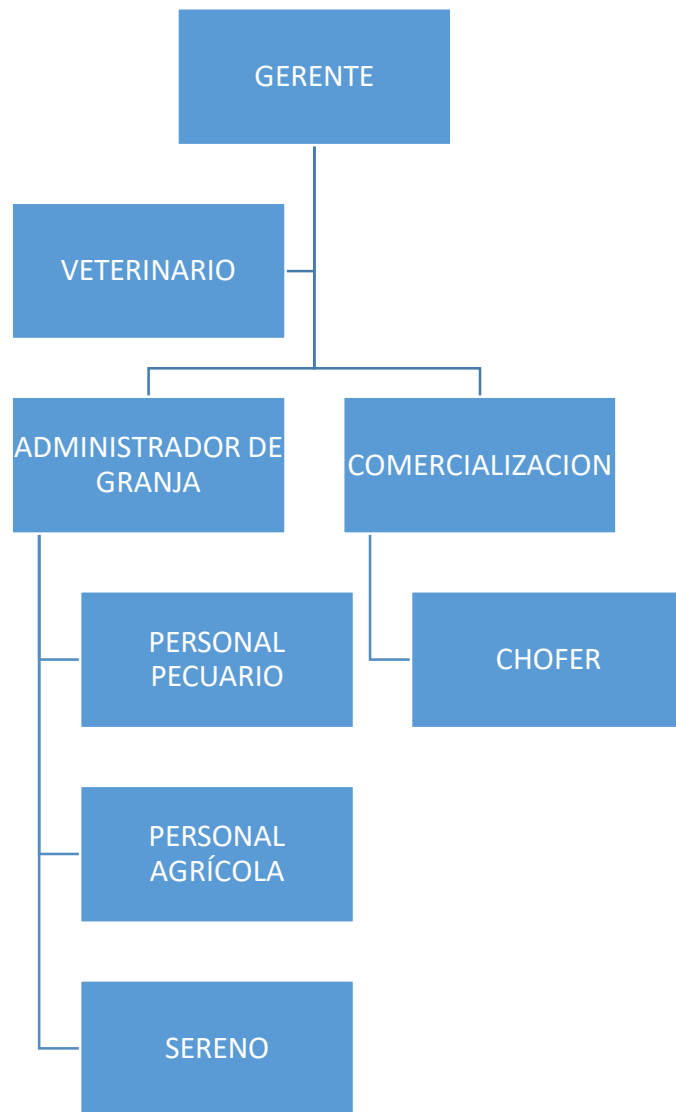 GERENTE
VETERINARIO
ADMINISTRADOR DE
GRANJA
COMERCIALIZACION
PERSONAL
PECUARIO
CHOFER
PERSONAL
AGRÍCOLA
SERENO